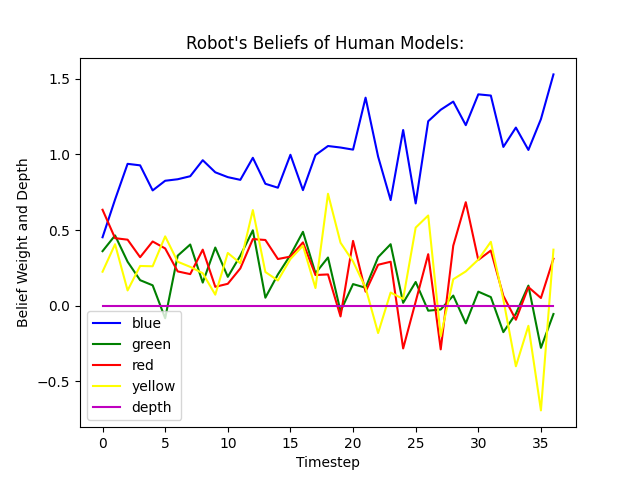 Robot's Beliefs of Human Models:
Belief Weight and Depth
1.5
1.0
0.5
0.0
−0.5
blue
green
red
yellow
depth
0 5 10 15 20 25 30 35
Timestep